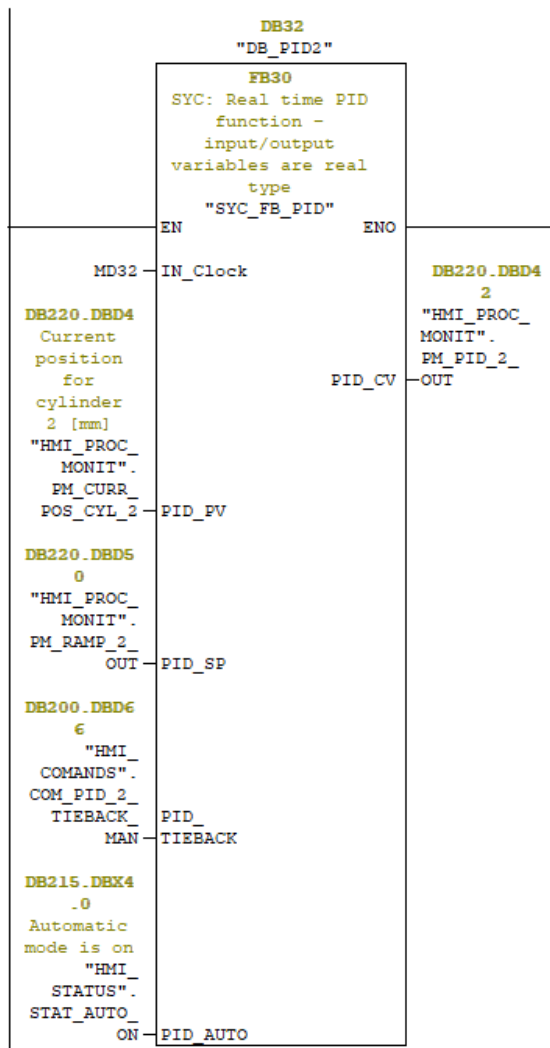 DB32
"DB_PID2"
FB30
SYC: Real time PID
function -
input/output
variables are real
type
"SYC_FB_PID"
EN ENO
MD32 IN_Clock
DB220.DBD4
2
"HMI_PROC_
MONIT".
PM_PID_2_
PID_CV OUT
DB220.DBD4
Current
position
for
cylinder
2 [mm]
"HMI_PROC_
MONIT".
PM_CURR_
POS_CYL_2 PID_PV
DB220.DBD5
0
"HMI_PROC_
MONIT".
PM_RAMP_2_
OUT PID_SP
DB200.DBD6
6
"HMI_
COMANDS".
COM_PID_2_
TIEBACK_ PID_
MAN TIEBACK
DB215.DBX4
.0
Automatic
mode is on
"HMI_
STATUS".
STAT_AUTO_
ON PID_AUTO